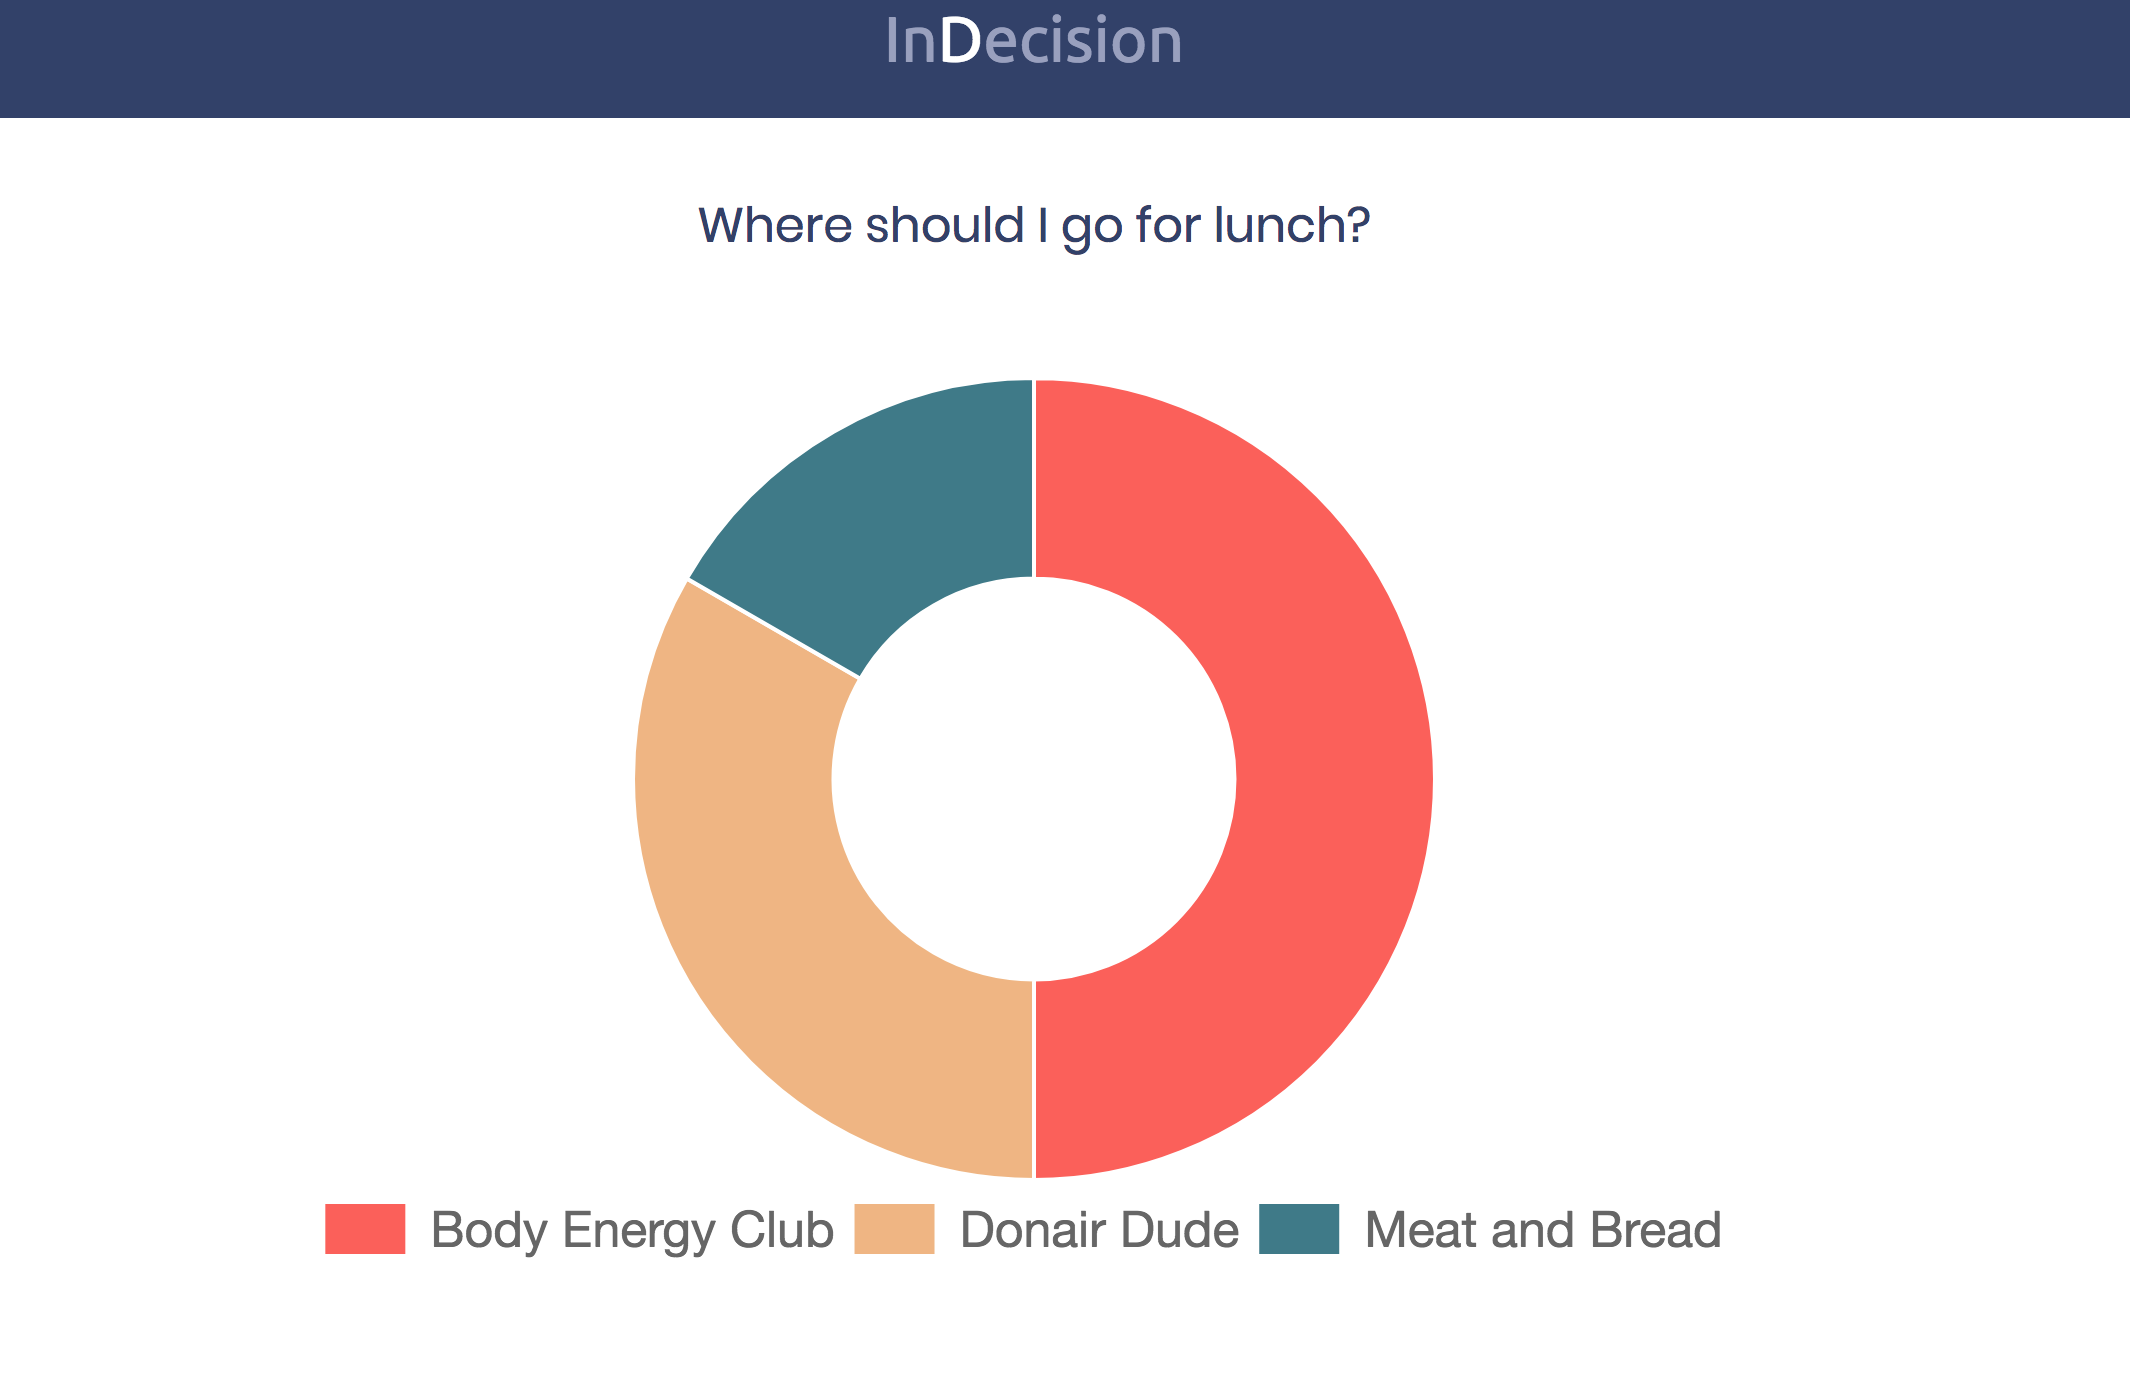 InDecision
Where should I go for lunch?
Body Energy Club Donair Dude Meat and Bread